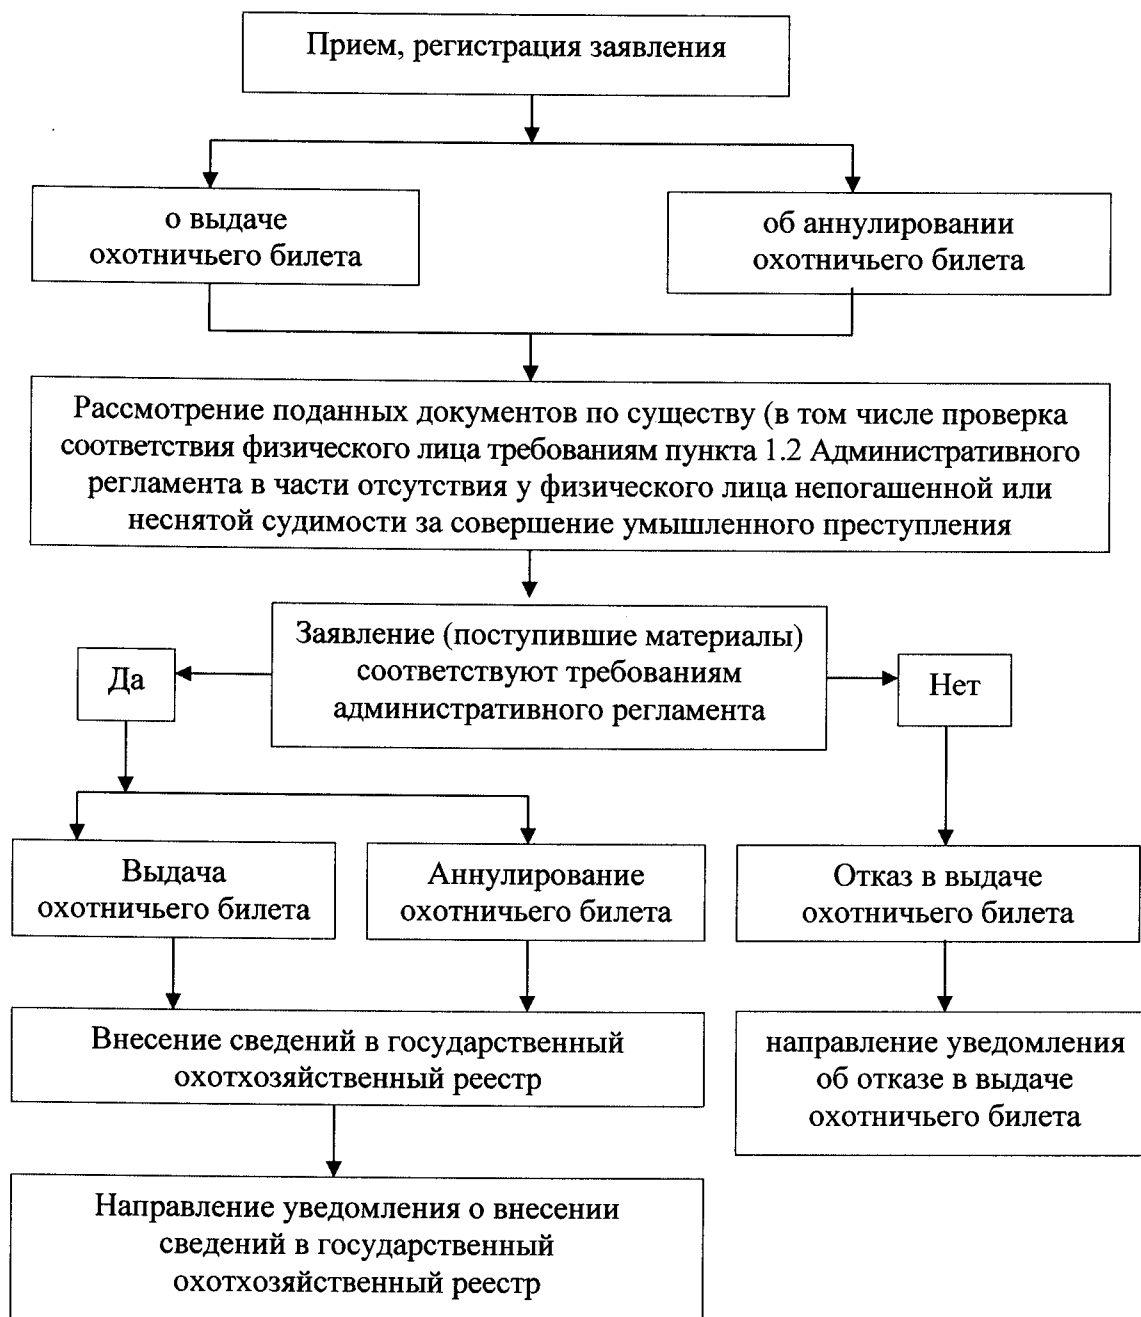 Прием, регистрация заявления
о выдаче
охотничьего билета
об аннулировании
охотничьего билета
Рассмотрение поданных документов по существу (в том числе проверка
соответствия физического лица требованиям пункта 1.2 Административного
регламента в части отсутствия у физического лица непогашенной или
неснятой судимости за совершение умышленного преступления
Заявление (поступившие материалы)
соответствуют требованиям
административного регламента
Да
Нет
Выдача
охотничьего билета
Аннулирование
охотничьего билета
Отказ в выдаче
охотничьего билета
Внесение сведений в государственный
охотхозяйственный реестр
направление уведомления
об отказе в выдаче
охотничьего билета
Направление уведомления о внесении
сведений в государственный
охотхозяйственный реестр